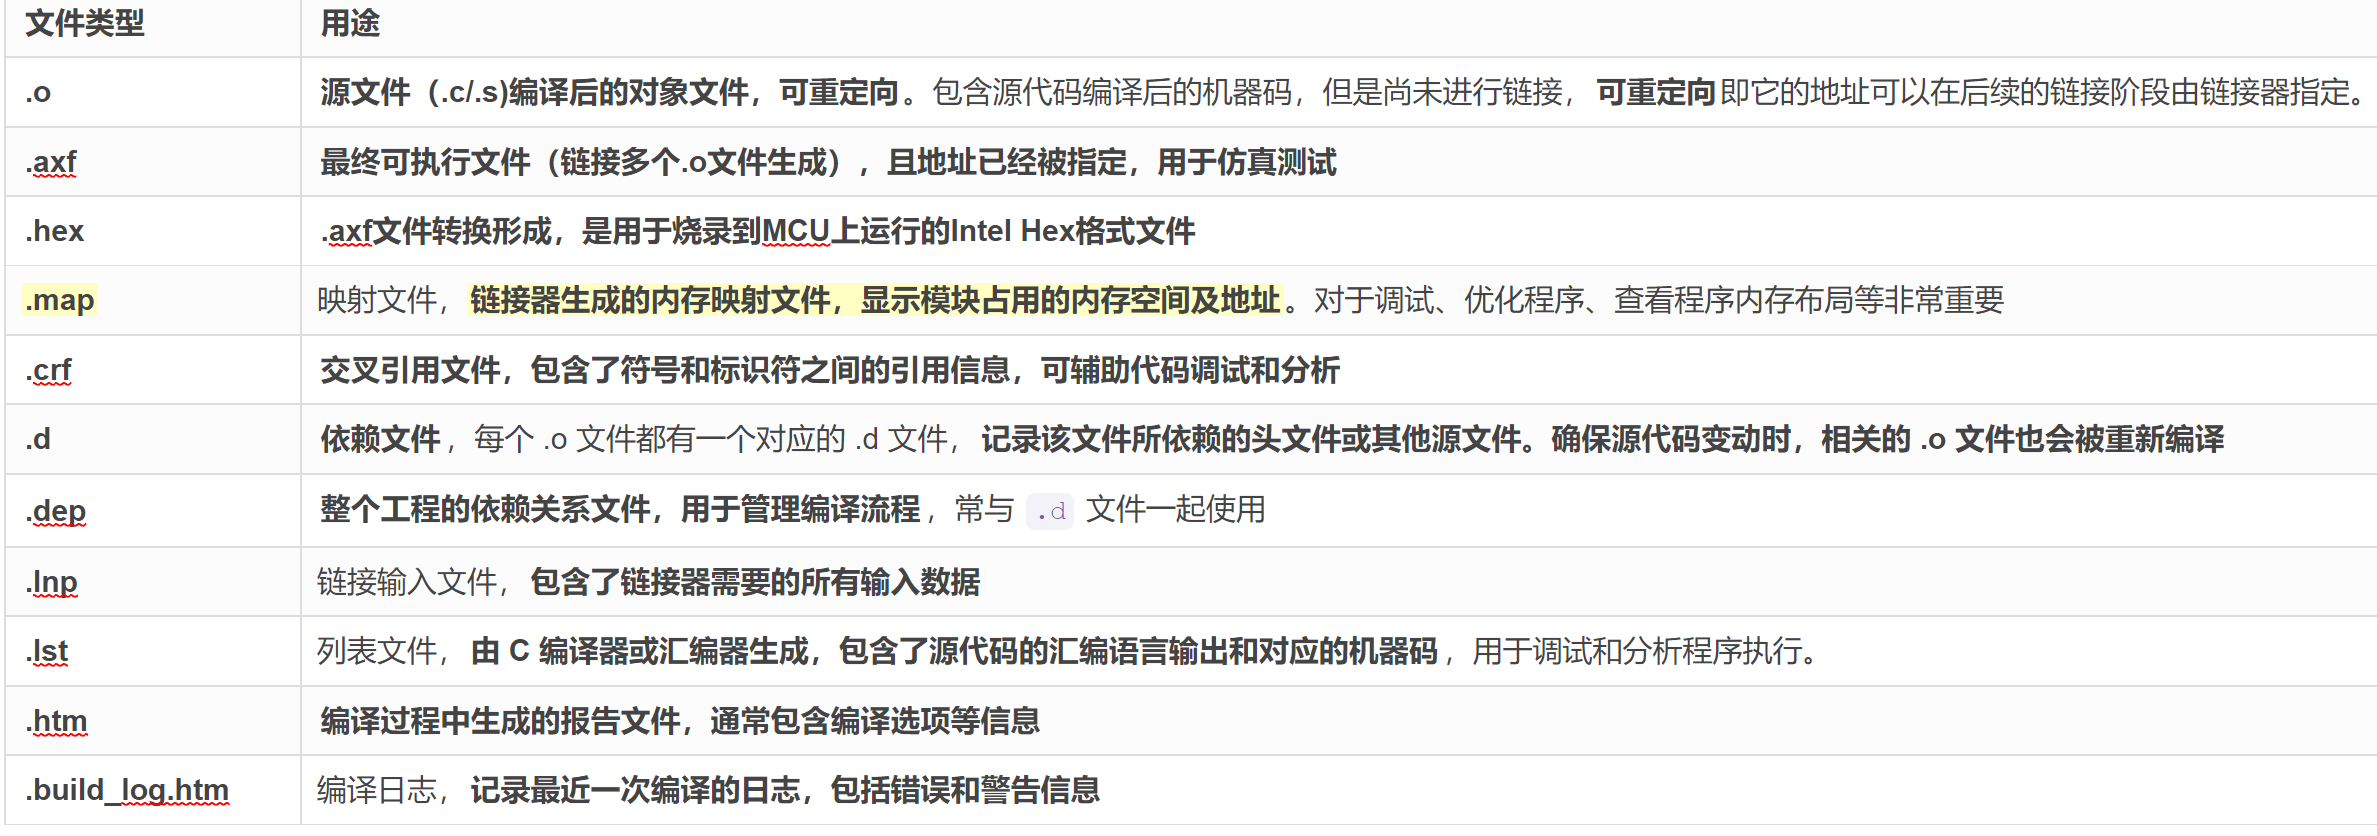 文件类型 用途
.o 源文件（.c/.s)编译后的对象文件，可重定向。包含源代码编译后的机器码，但是尚未进行链接，可重定向即它的地址可以在后续的链接阶段由链接器指定。
.axf 最终可执行文件（链接多个.o文件生成），且地址已经被指定，用于仿真测试
.hex .axf文件转换形成，是用于烧录到MCU上运行的Intel Hex格式文件
.map 映射文件，链接器生成的内存映射文件，显示模块占用的内存空间及地址。对于调试、优化程序、查看程序内存布局等非常重要
.crf 交叉引用文件，包含了符号和标识符之间的引用信息，可辅助代码调试和分析
.d 依赖文件，每个 .o 文件都有一个对应的 .d 文件，记录该文件所依赖的头文件或其他源文件。确保源代码变动时，相关的 .o 文件也会被重新编译
.dep 整个工程的依赖关系文件，用于管理编译流程，常与 .d 文件一起使用
.lnp 链接输入文件，包含了链接器需要的所有输入数据
.lst 列表文件，由 C 编译器或汇编器生成，包含了源代码的汇编语言输出和对应的机器码，用于调试和分析程序执行。
.htm 编译过程中生成的报告文件，通常包含编译选项等信息
.build_log.htm 编译日志，记录最近一次编译的日志，包括错误和警告信息